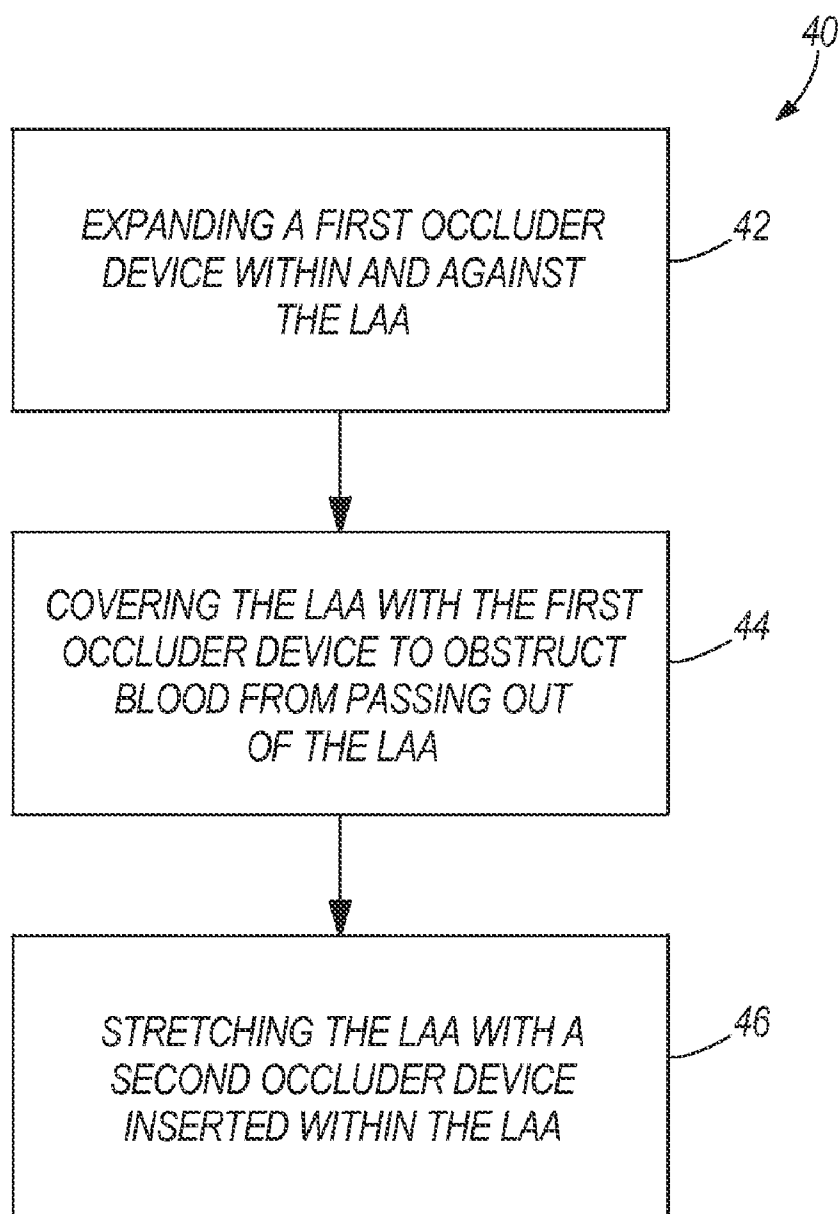 40
EXPANDING A FIRST OCCLUDER
DEVICE WITHIN AND AGAINST
THE LAA
42
COVERING THE LAA WITH THE FIRST
OCCLUDER DEVICE TO OBSTRUCT
BLOOD FROM PASSING OUT
OF THE LAA
44
STRETCHING THE LAA WITH A
SECOND OCCLUDER DEVICE
INSERTED WITHIN THE LAA
46